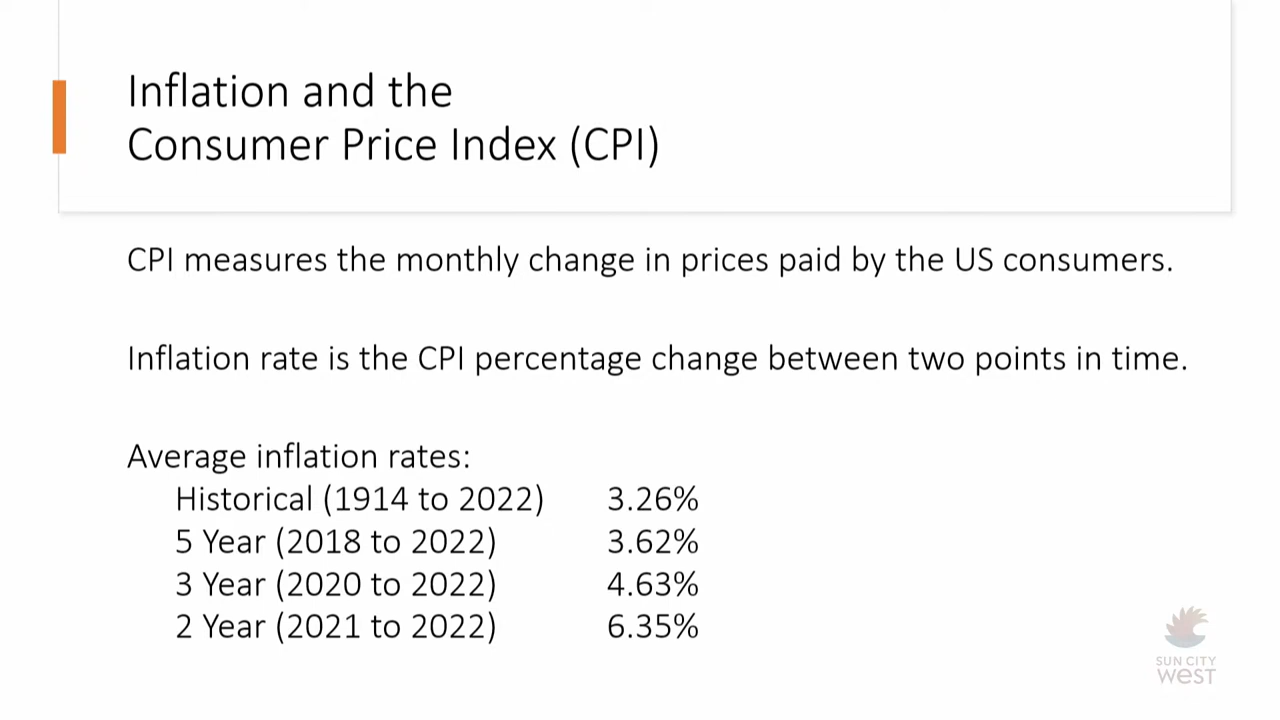 Inflation and the
Consumer Price Index (CPI)
CPI measures the monthly change in prices paid by the US consumers.
Inflation rate is the CPI percentage change between two points in time.
Average inflation rates:
Historical (1914 to 2022) 3.26%
5 Year (2018 to 2022) 3.62%
3 Year (2020 to 2022) 4.63%
2 Year (2021 to 2022) 6.35%
SUN CITY
west